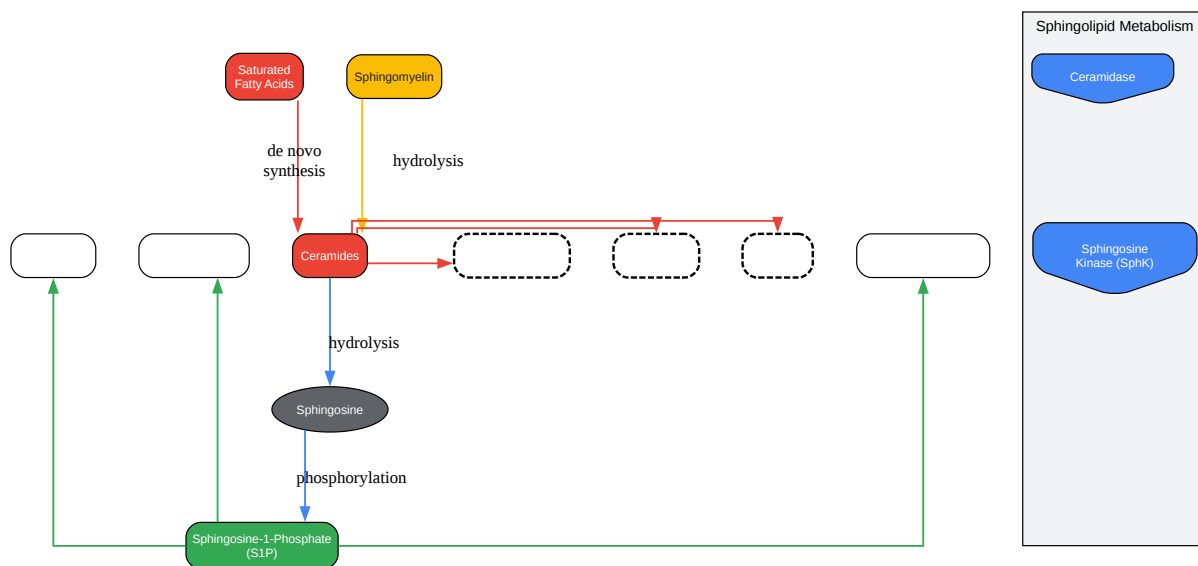 Sphingolipid Metabolism
Saturated
Fatty Acids
Sphingomyelin
Ceramidase
de novo
synthesis
hydrolysis
Ceramides
Sphingosine
Kinase (SphK)
hydrolysis
Sphingosine
phosphorylation
Sphingosine-1-Phosphate
(S1P)